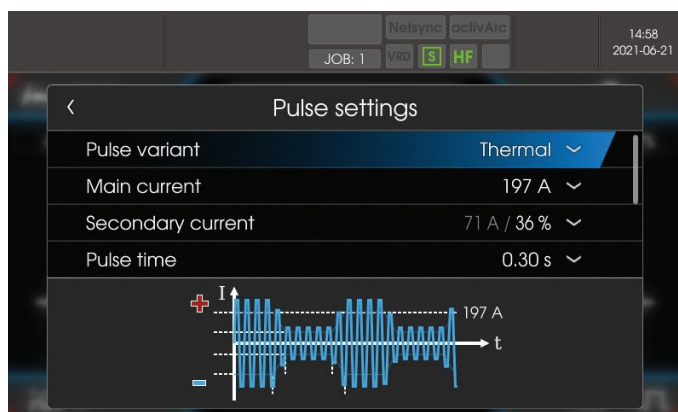 Netsync activArc
14:58
JOB: 1 VRD S HF
2021-06-21
Pulse settings
Pulse variant Thermal
Main current 197 A
Secondary current 71 A / 36 %
Pulse time 0.30 s
I
197 A
t